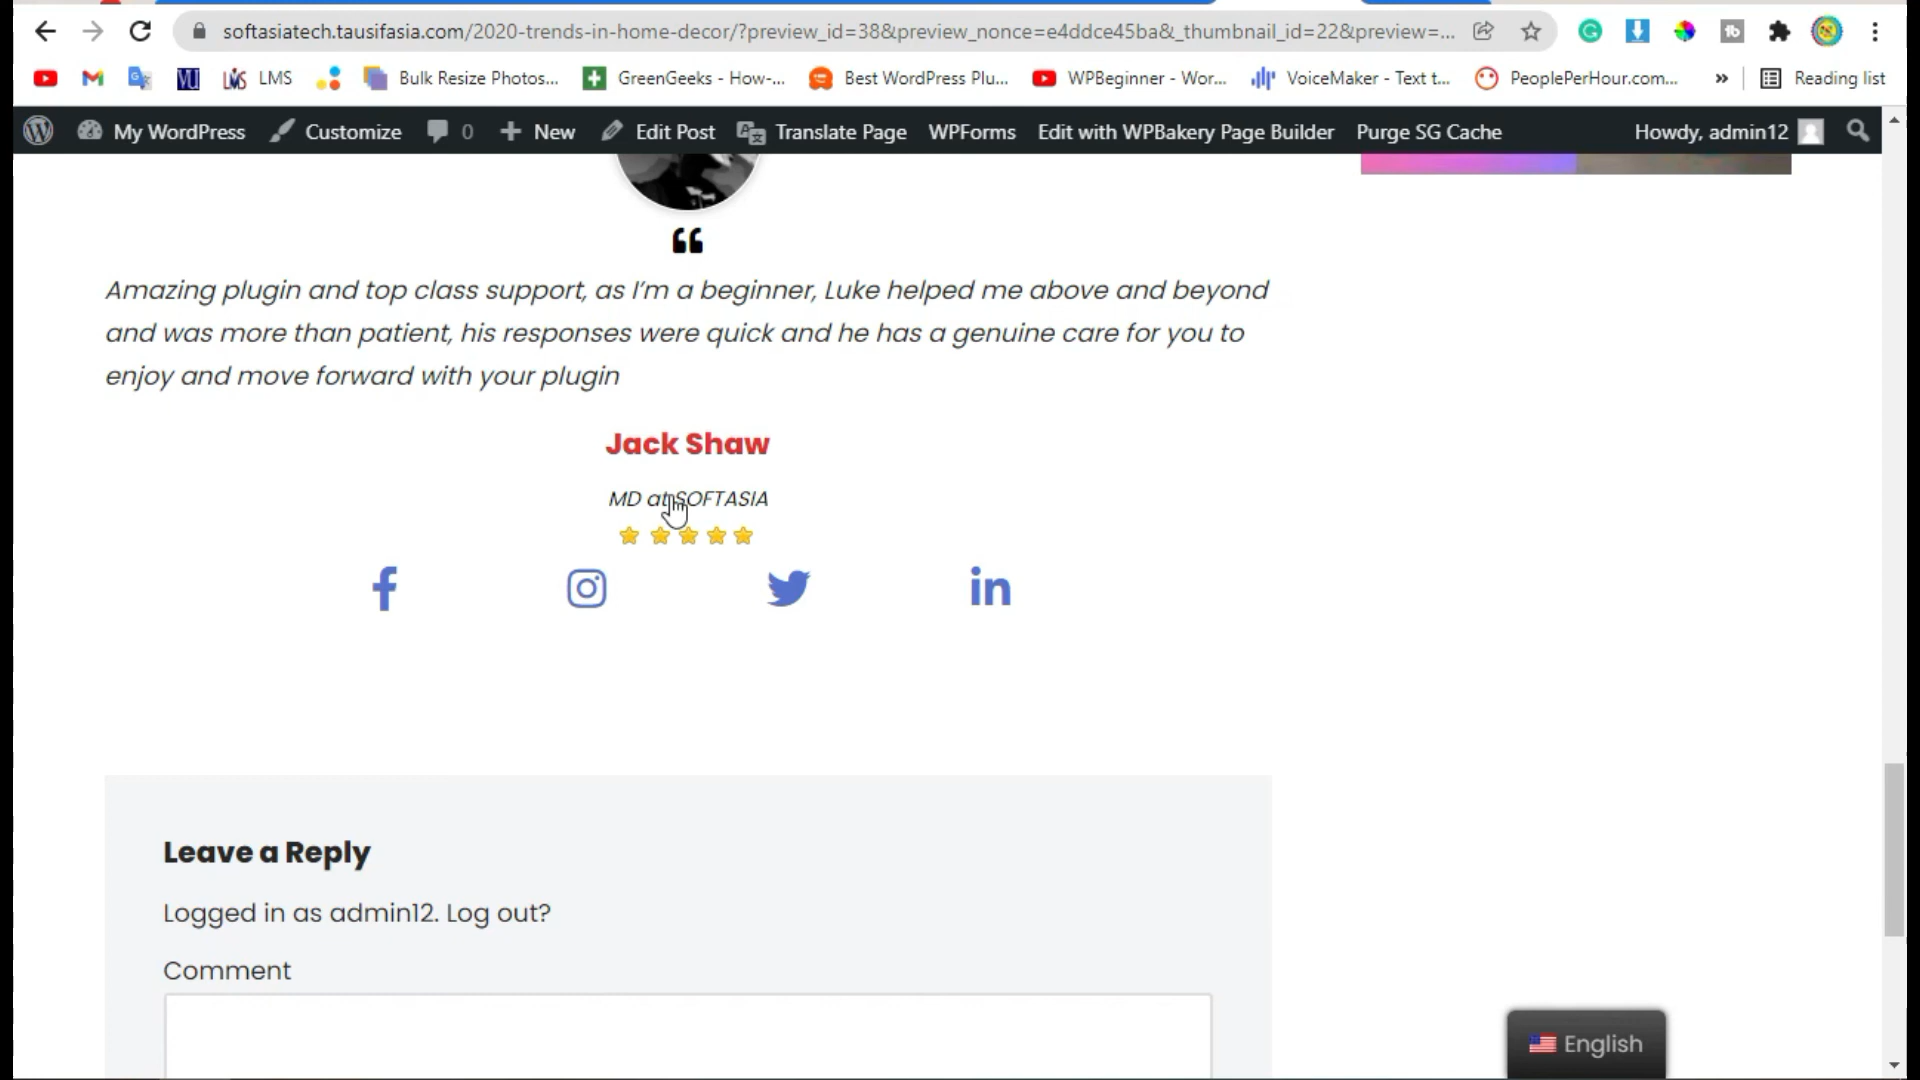 softasiatech.tausifasia.com/2020-trends-in-home-decor/?preview_id=38&preview_nonce=e4ddce45ba&_thumbnail_id=22&preview=...
VU LMS LMS Bulk Resize Photos... GreenGeeks - How-... Best WordPress Plu... WPBeginner - Wor... VoiceMaker - Text t... PeoplePerHour.com... » Reading list
My WordPress Customize 0 New Edit Post Translate Page WPForms Edit with WPBakery Page Builder Purge SG Cache Howdy, admin12
Amazing plugin and top class support, as I’m a beginner, Luke helped me above and beyond
and was more than patient, his responses were quick and he has a genuine care for you to
enjoy and move forward with your plugin
Jack Shaw
MD at SOFTASIA
Leave a Reply
Logged in as admin12. Log out?
Comment
English